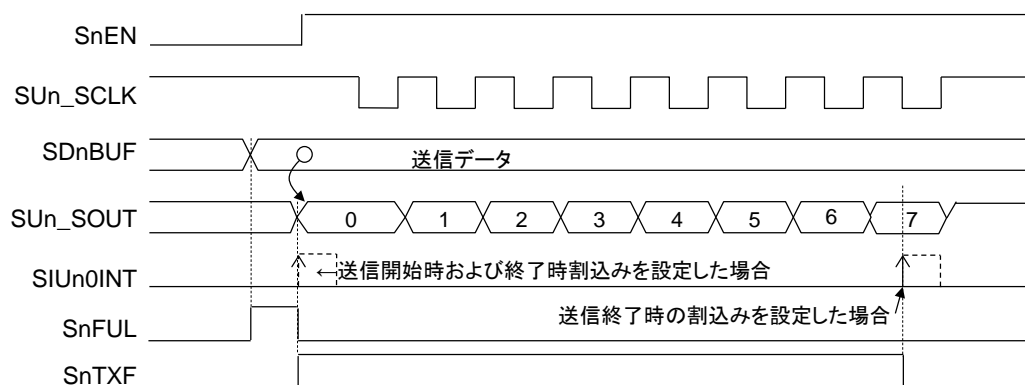 SnEN
SUn_SCLK
SDnBUF
送信データ
SUn_SOUT
0 1 2 3 4 5 6 7
SIUn0INT
←送信開始時および終了時割込みを設定した場合
送信終了時の割込みを設定した場合
SnFUL
SnTXF